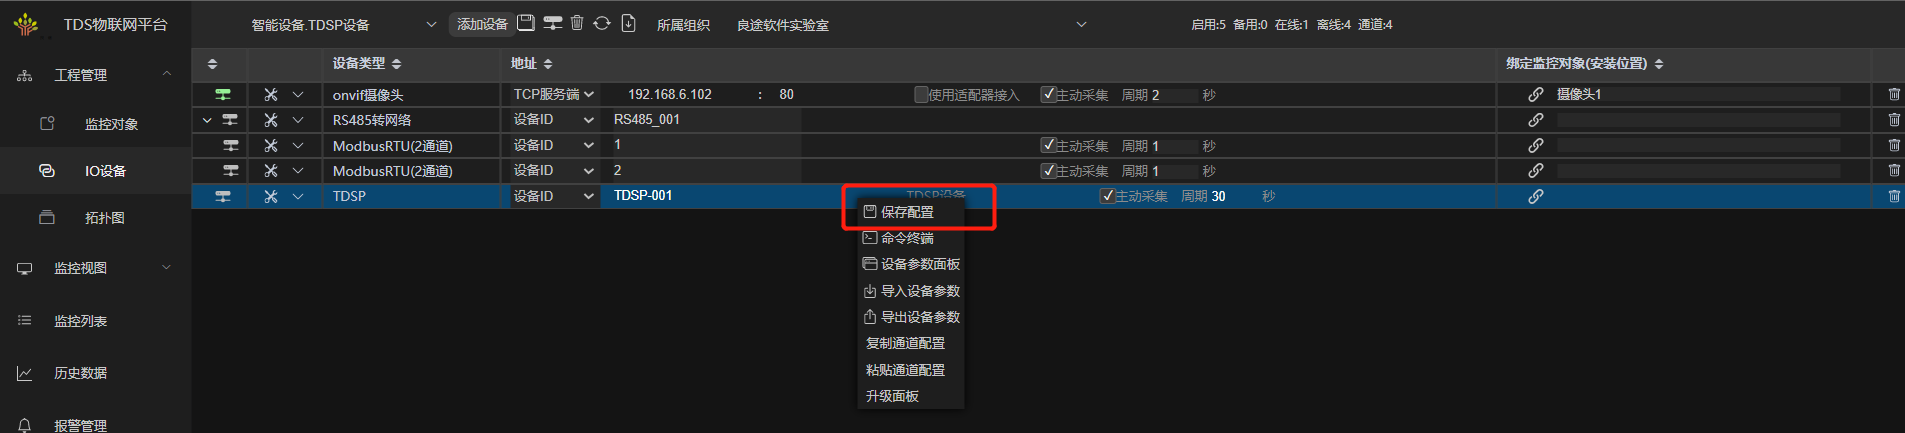 TDS物联网平台
智能设备.TDSP设备 添加设备 所属组织 良途软件实验室 启用:5 备用:0 在线:1 离线:4 通道:4
工程管理
监控对象
IO设备
拓扑图
监控视图
监控列表
历史数据
报警管理
设备类型 地址 绑定监控对象(安装位置)
onvif摄像头 TCP服务端 192.168.6.102 : 80 使用适配器接入 主动采集 周期 2 秒 摄像头1
RS485转网络 设备ID RS485_001
ModbusRTU(2通道) 设备ID 1 主动采集 周期 1 秒
ModbusRTU(2通道) 设备ID 2 主动采集 周期 1 秒
TDSP 设备ID TDSP-001 TDSP设备 主动采集 周期 30 秒
保存配置
命令终端
设备参数面板
导入设备参数
导出设备参数
复制通道配置
粘贴通道配置
升级面板